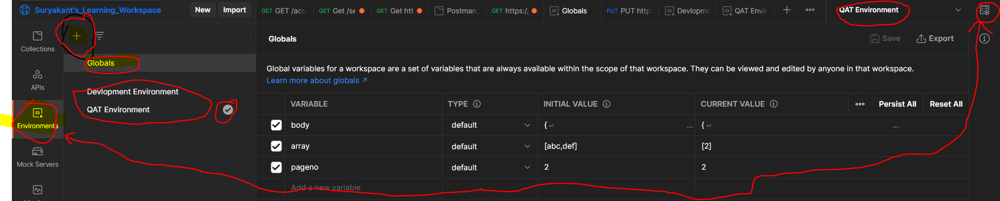 Suryakant's_Learning_Workspace
New
Import
GET GET /acc
GET Get /se
GET Get htt
Postman_
GET https:/
Globals
PUT PUT http
Devlopme
QAT Envir
QAT Environment
Collections
APIs
Environments
Mock Servers
Globals
Devlopment Environment
QAT Environment
Globals
Save
Export
Global variables for a workspace are a set of variables that are always available within the scope of that workspace. They can be viewed and edited by anyone in that workspace.
Learn more about globals ↗
VARIABLE TYPE INITIAL VALUE CURRENT VALUE Persist All Reset All
body default { ↵ ... { ↵ ...
array default [abc,def] [2]
pageno default 2 2
Add a new variable